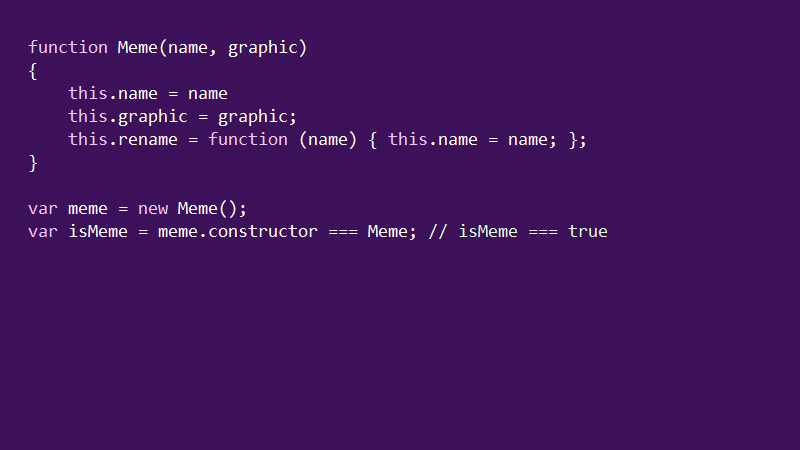 function Meme(name, graphic)
{
    this.name = name
    this.graphic = graphic;
    this.rename = function (name) { this.name = name; };
}
var meme = new Meme();
var isMeme = meme.constructor === Meme; // isMeme === true